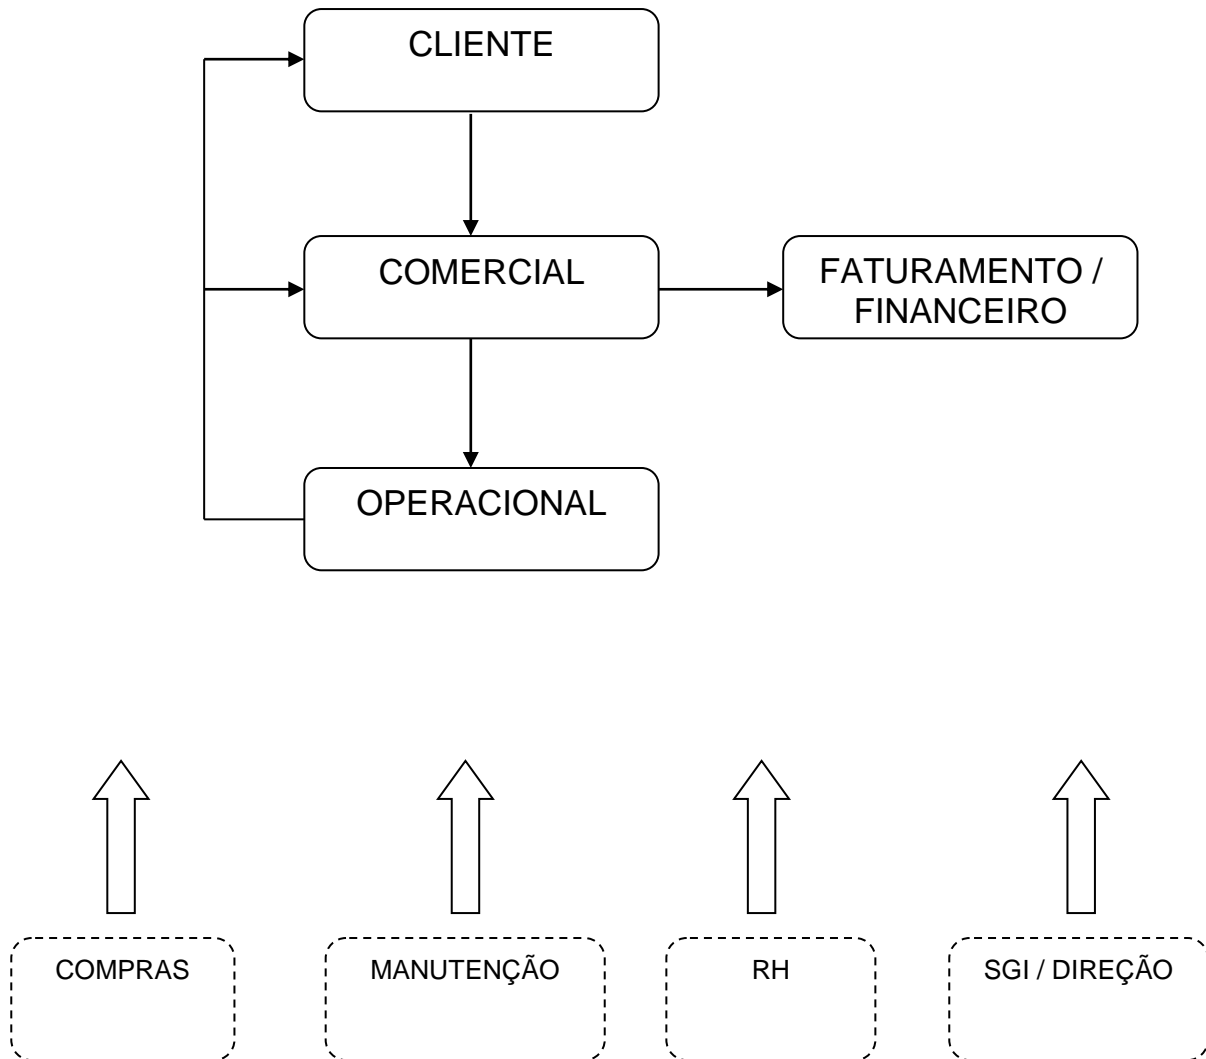 CLIENTE
COMERCIAL
FATURAMENTO /
FINANCEIRO
OPERACIONAL
COMPRAS
MANUTENÇÃO
RH
SGI / DIREÇÃO